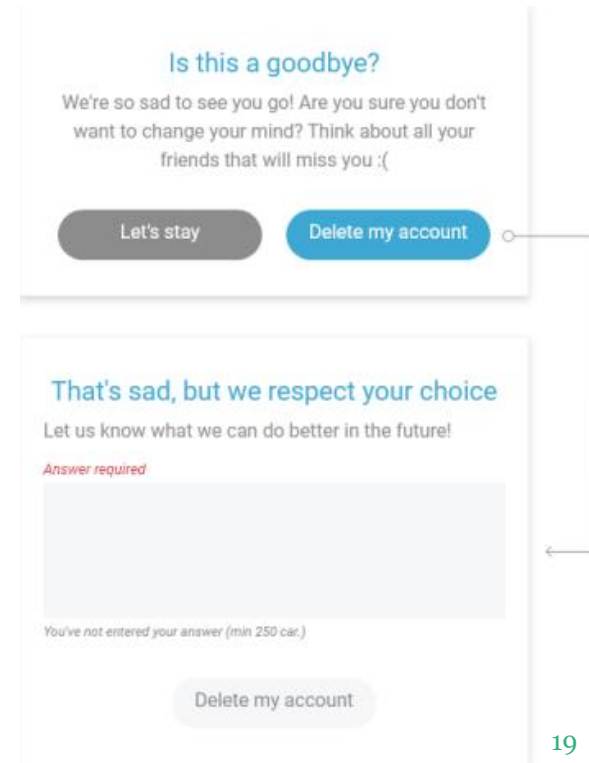 Is this a goodbye?
We're so sad to see you go! Are you sure you don't
want to change your mind? Think about all your
friends that will miss you :(
Let's stay
Delete my account
That's sad, but we respect your choice
Let us know what we can do better in the future!
Answer required
You've not entered your answer (min 250 car.)
Delete my account
19